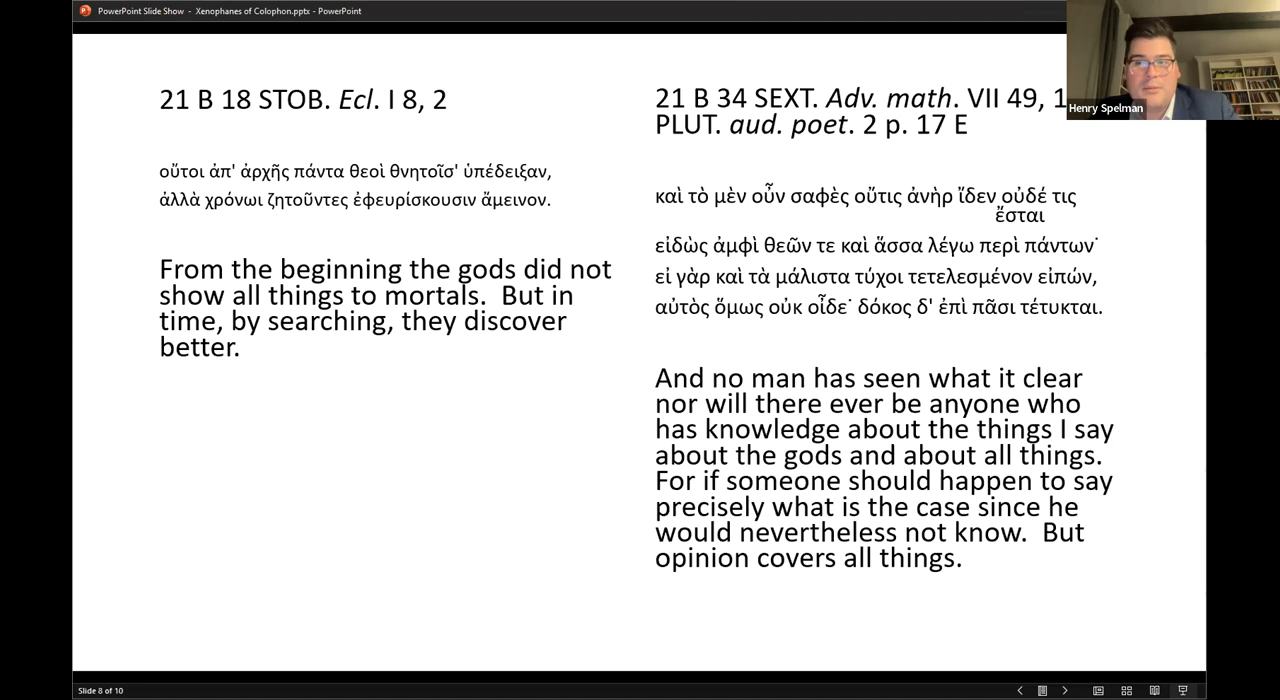 PowerPoint Slide Show - Xenophanes of Colophon.pptx - PowerPoint
Henry Spelman
21 B 18 STOB. Ecl. I 8, 2
οὔτοι ἀπ' ἀρχῆς πάντα θεοὶ θνητοῖσ' ὑπέδειξαν,
ἀλλὰ χρόνωι ζητοῦντες ἐφευρίσκουσιν ἄμεινον.
From the beginning the gods did not
show all things to mortals. But in
time, by searching, they discover
better.
21 B 34 SEXT. Adv. math. VII 49, 1
PLUT. aud. poet. 2 p. 17 E
καὶ τὸ μὲν οὖν σαφὲς οὔτις ἀνὴρ ἴδεν οὐδέ τις
ἔσται
εἰδὼς ἀμφὶ θεῶν τε καὶ ἅσσα λέγω περὶ πάντων˙
εἰ γὰρ καὶ τὰ μάλιστα τύχοι τετελεσμένον εἰπών,
αὐτὸς ὅμως οὐκ οἶδε˙ δόκος δ' ἐπὶ πᾶσι τέτυκται.
And no man has seen what it clear
nor will there ever be anyone who
has knowledge about the things I say
about the gods and about all things.
For if someone should happen to say
precisely what is the case since he
would nevertheless not know. But
opinion covers all things.
Slide 8 of 10